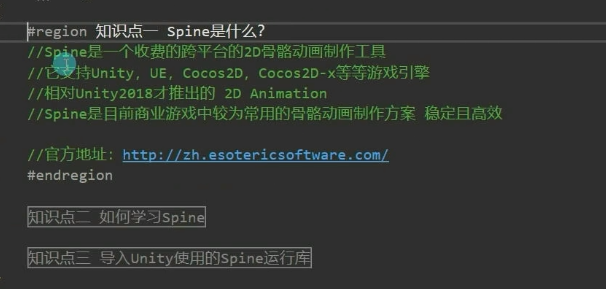 #region 知识点一 Spine是什么?
//Spine是一个收费的跨平台的2D骨骼动画制作工具
//它支持Unity, UE, Cocos2D, Cocos2D-x等等游戏引擎
//相对Unity2018才推出的 2D Animation
//Spine是目前商业游戏中较为常用的骨骼动画制作方案 稳定且高效
//官方地址: http://zh.esotericsoftware.com/
#endregion
知识点二 如何学习Spine
知识点三 导入Unity使用的Spine运行库